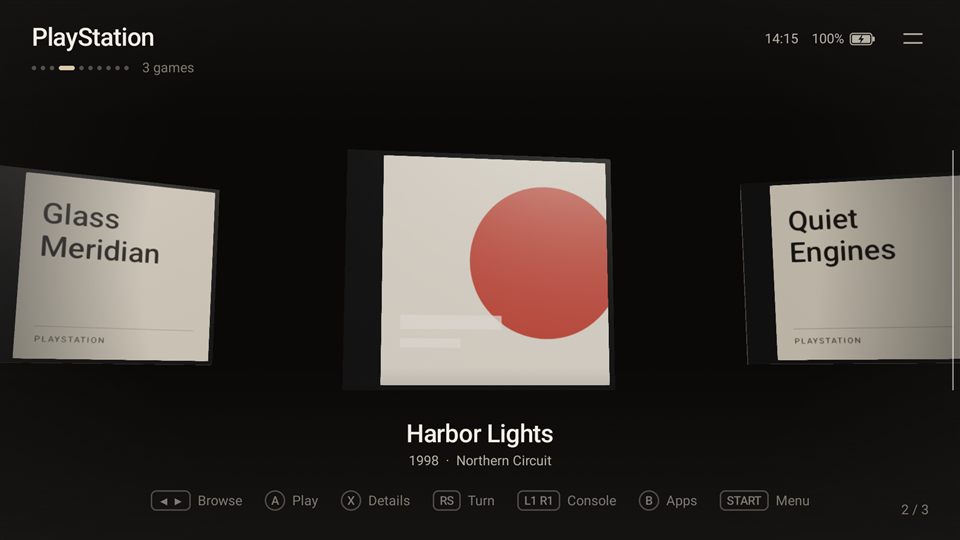 PlayStation
14:15 100%
3 games
Glass
Meridian
PLAYSTATION
Quiet
Engines
PLAYSTATION
Harbor Lights
1998 · Northern Circuit
◄ ► Browse A Play X Details RS Turn L1 R1 Console B Apps START Menu
2 / 3